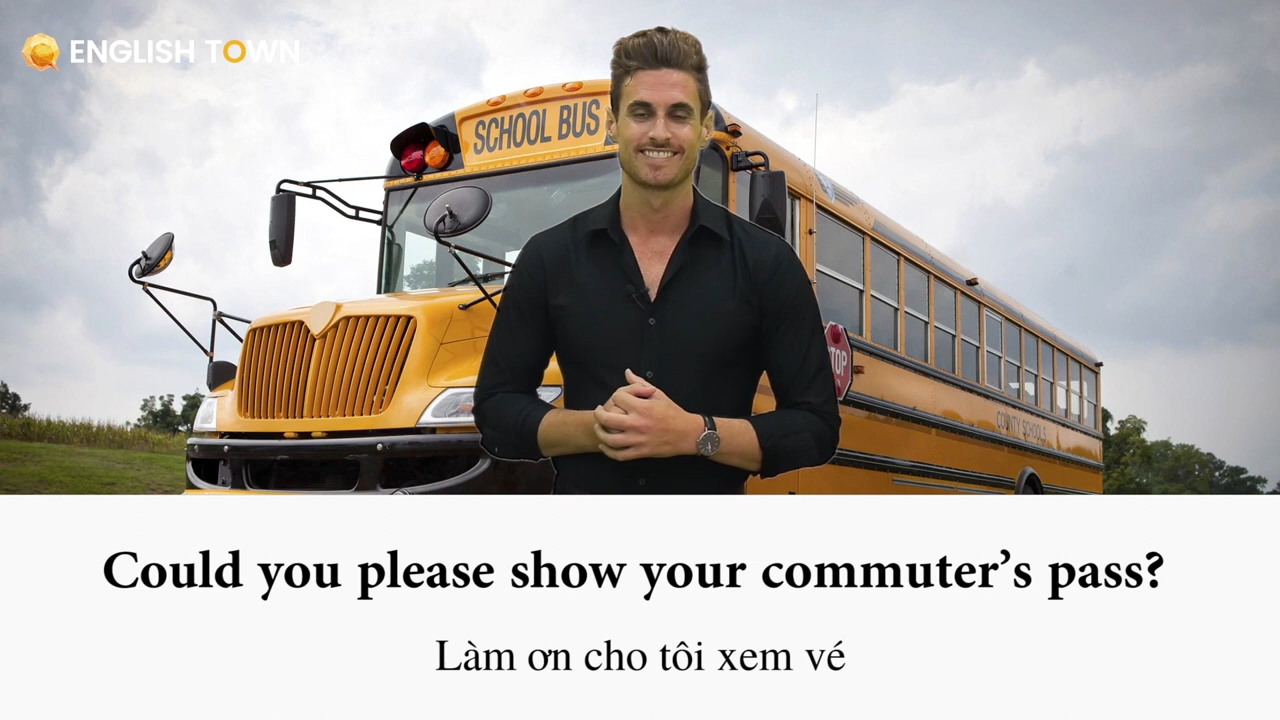 ENGLISH TOWN
SCHOOL BUS
TOP
COUNTY SCHOOLS
Could you please show your commuter’s pass?
Làm ơn cho tôi xem vé